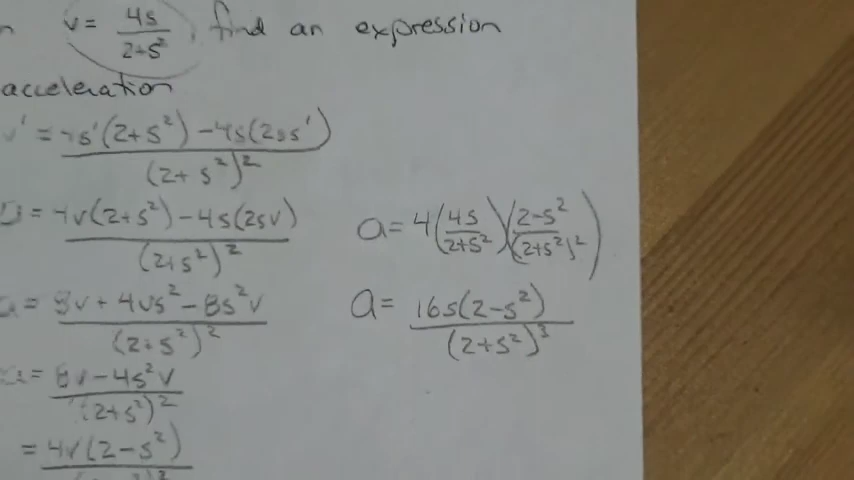 v = 4s/(2+s²), find an expression
acceleration
v' = 4s'(2+s²) - 4s(2ss') / (2+s²)²
a = 4v(2+s²) - 4s(2sv) / (2+s²)²
a = 8v + 4vs² - 8s²v / (2+s²)²
a = 8v - 4s²v / (2+s²)²
= 4v(2-s²)
a = 4(4s/(2+s²))(2-s²/(2+s²)²)
a = 16s(2-s²) / (2+s²)³